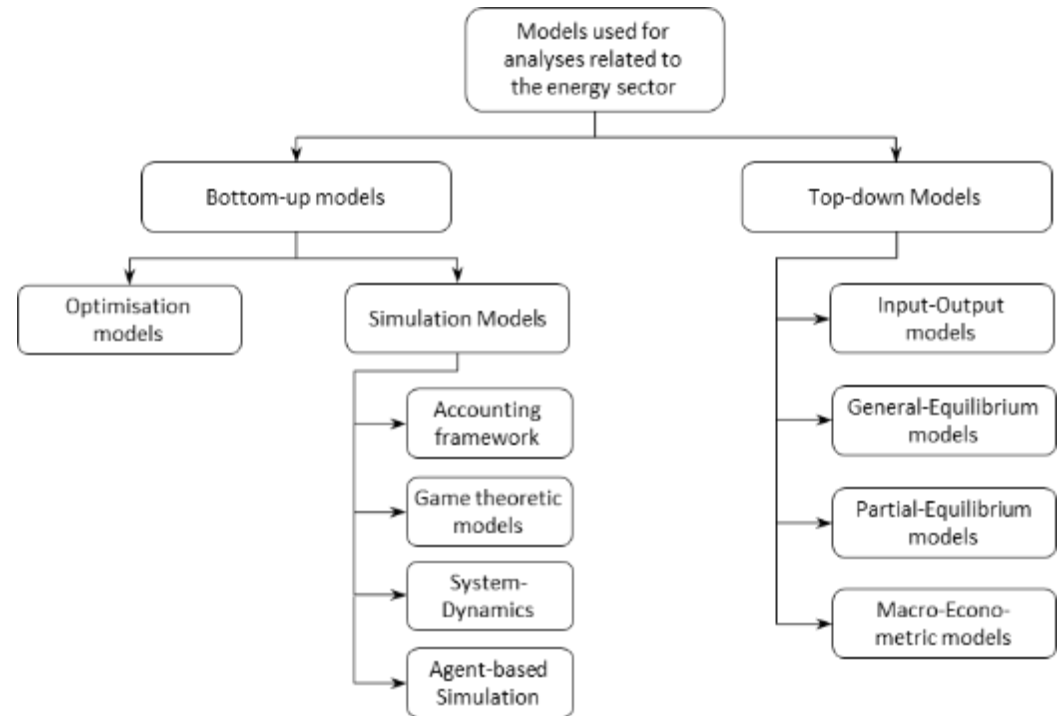 Models used for
analyses related to
the energy sector
Bottom-up models
Top-down Models
Optimisation
models
Simulation Models
Accounting
framework
Game theoretic
models
System-
Dynamics
Agent-based
Simulation
Input-Output
models
General-Equilibrium
models
Partial-Equilibrium
models
Macro-Econo-
metric models